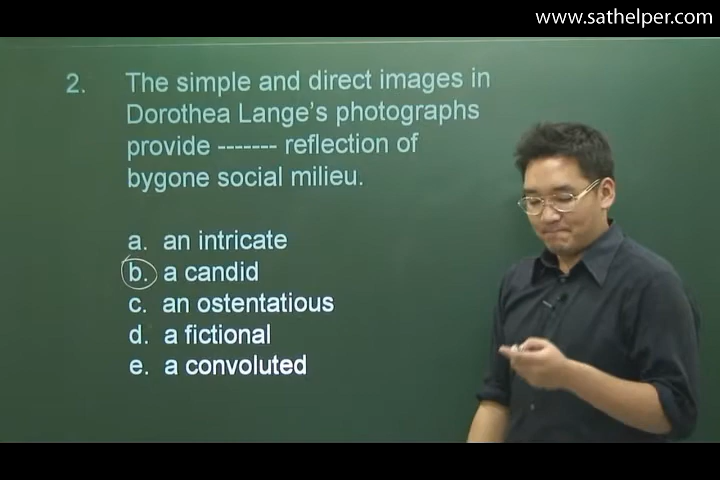 www.sathelper.com
2. The simple and direct images in
Dorothea Lange's photographs
provide ------- reflection of
bygone social milieu.
a. an intricate
b. a candid
c. an ostentatious
d. a fictional
e. a convoluted